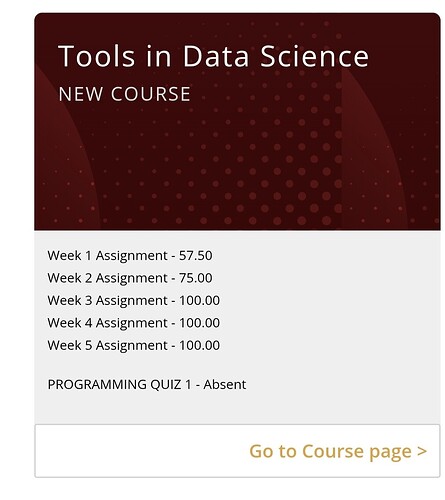 Tools in Data Science
NEW COURSE
Week 1 Assignment - 57.50
Week 2 Assignment - 75.00
Week 3 Assignment - 100.00
Week 4 Assignment - 100.00
Week 5 Assignment - 100.00
PROGRAMMING QUIZ 1 - Absent
Go to Course page >